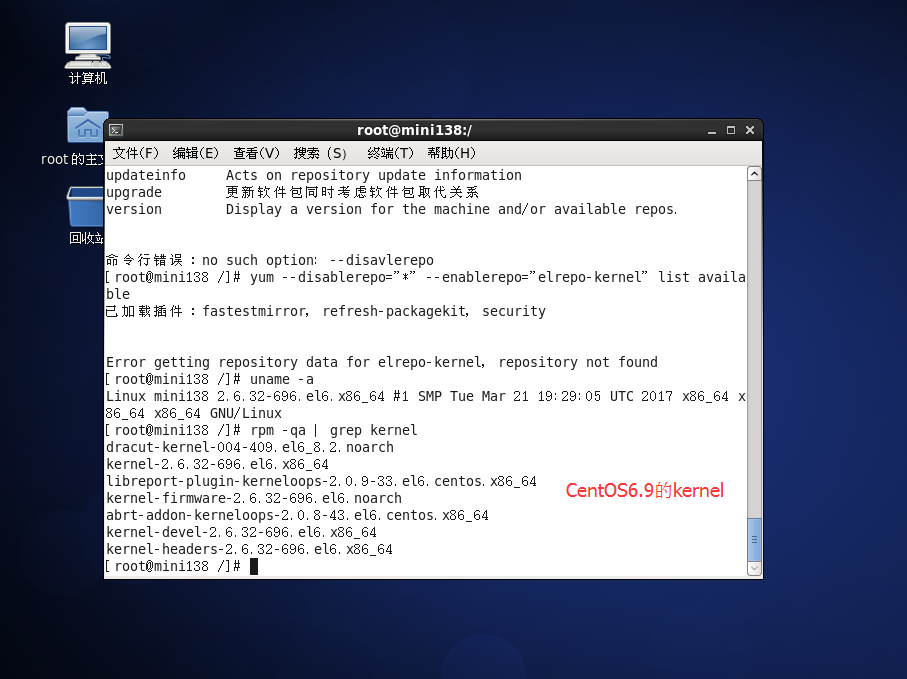 计算机
root 的主文
回收站
root@mini138:/
文件(F) 编辑(E) 查看(V) 搜索 (S) 终端(T) 帮助(H)
updateinfo     Acts on repository update information
upgrade        更新软件包同时考虑软件包取代关系
version        Display a version for the machine and/or available repos.
命令行错误：no such option: --disavlerepo
[root@mini138 /]# yum --disablerepo=”*” --enablerepo=”elrepo-kernel” list availa
ble
已加载插件：fastestmirror, refresh-packagekit, security
Error getting repository data for elrepo-kernel, repository not found
[root@mini138 /]# uname -a
Linux mini138 2.6.32-696.el6.x86_64 #1 SMP Tue Mar 21 19:29:05 UTC 2017 x86_64 x
86_64 x86_64 GNU/Linux
[root@mini138 /]# rpm -qa | grep kernel
dracut-kernel-004-409.el6_8.2.noarch
kernel-2.6.32-696.el6.x86_64
libreport-plugin-kerneloops-2.0.9-33.el6.centos.x86_64
CentOS6.9的kernel
kernel-firmware-2.6.32-696.el6.noarch
abrt-addon-kerneloops-2.0.8-43.el6.centos.x86_64
kernel-devel-2.6.32-696.el6.x86_64
kernel-headers-2.6.32-696.el6.x86_64
[root@mini138 /]#